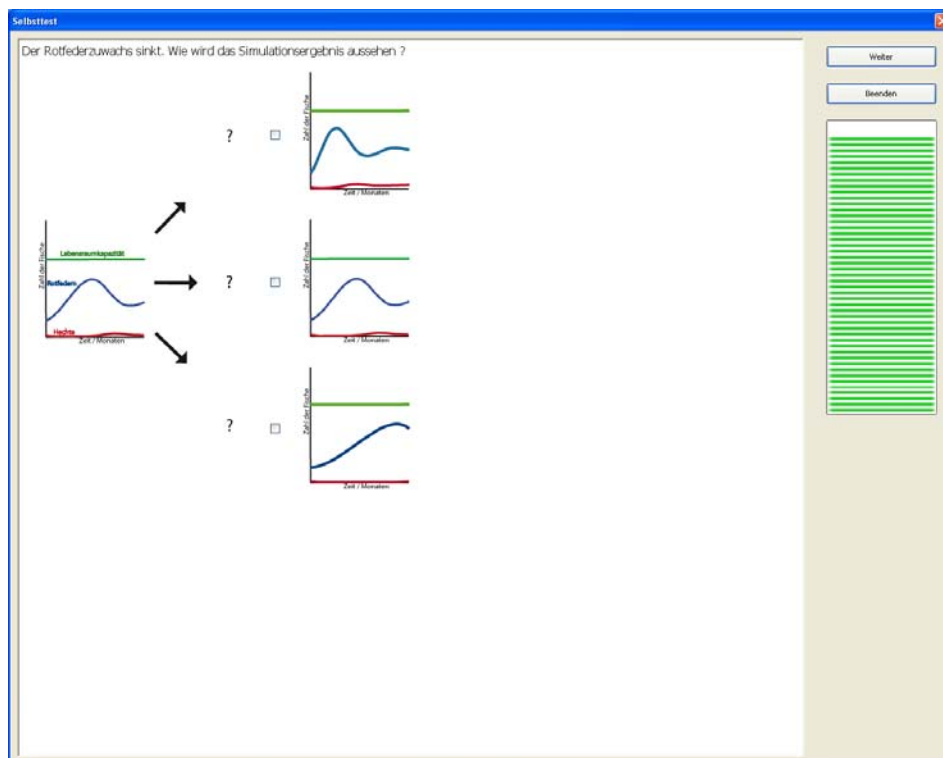 Selbsttest
Der Rotfederzuwachs sinkt. Wie wird das Simulationsergebnis aussehen ?
Weiter
Beenden
?
Zahl der Fische
Zeit / Monaten
Zahl der Fische
Lebensraumkapazität
Rotfedern
Hechte
Zeit / Monaten
?
Zahl der Fische
Zeit / Monaten
?
Zahl der Fische
Zeit / Monaten